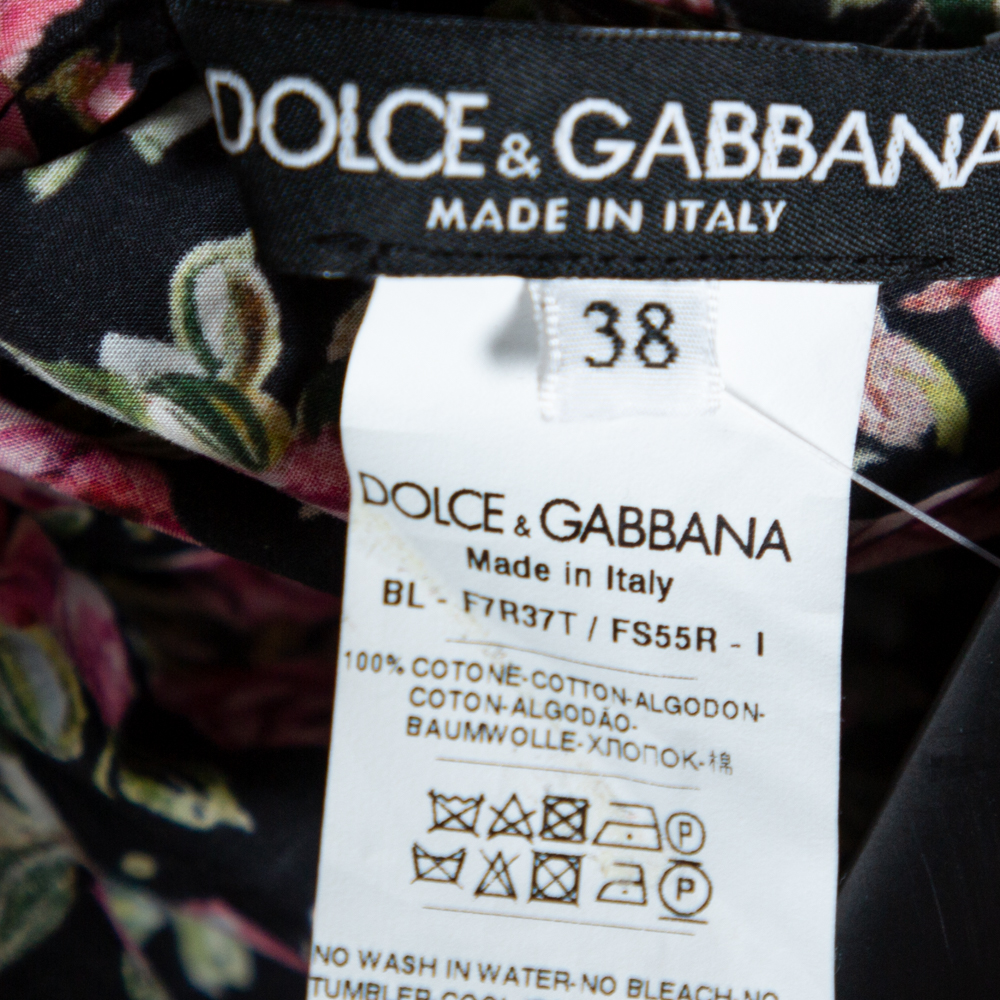 DOLCE & GABBANA
MADE IN ITALY
38
DOLCE & GABBANA
Made in Italy
BL - F7R37T / FS55R - I
100% COTONE-COTTON-ALGODON-
COTON-ALGODÃO-
BAUMWOLLE-ХЛОПОК-棉
P
P
NO WASH IN WATER-NO BLEACH-NO
TUMBLER